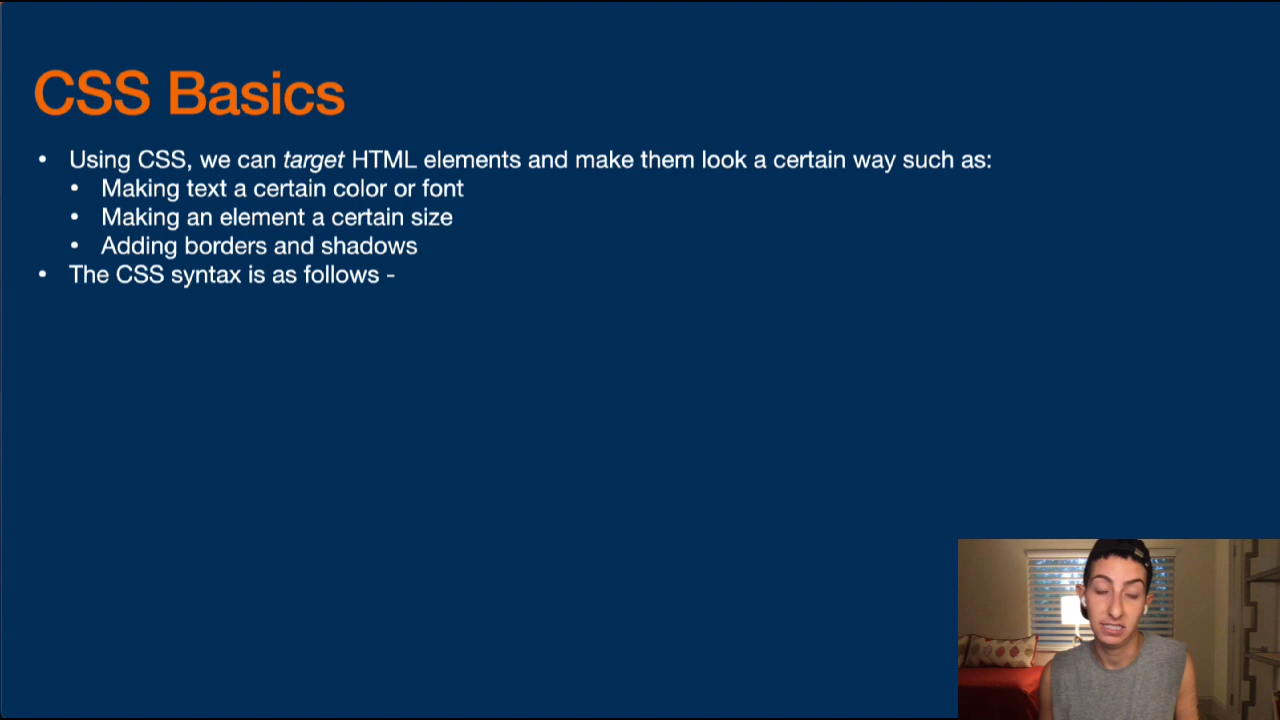 CSS Basics
• Using CSS, we can target HTML elements and make them look a certain way such as:
• Making text a certain color or font
• Making an element a certain size
• Adding borders and shadows
• The CSS syntax is as follows -